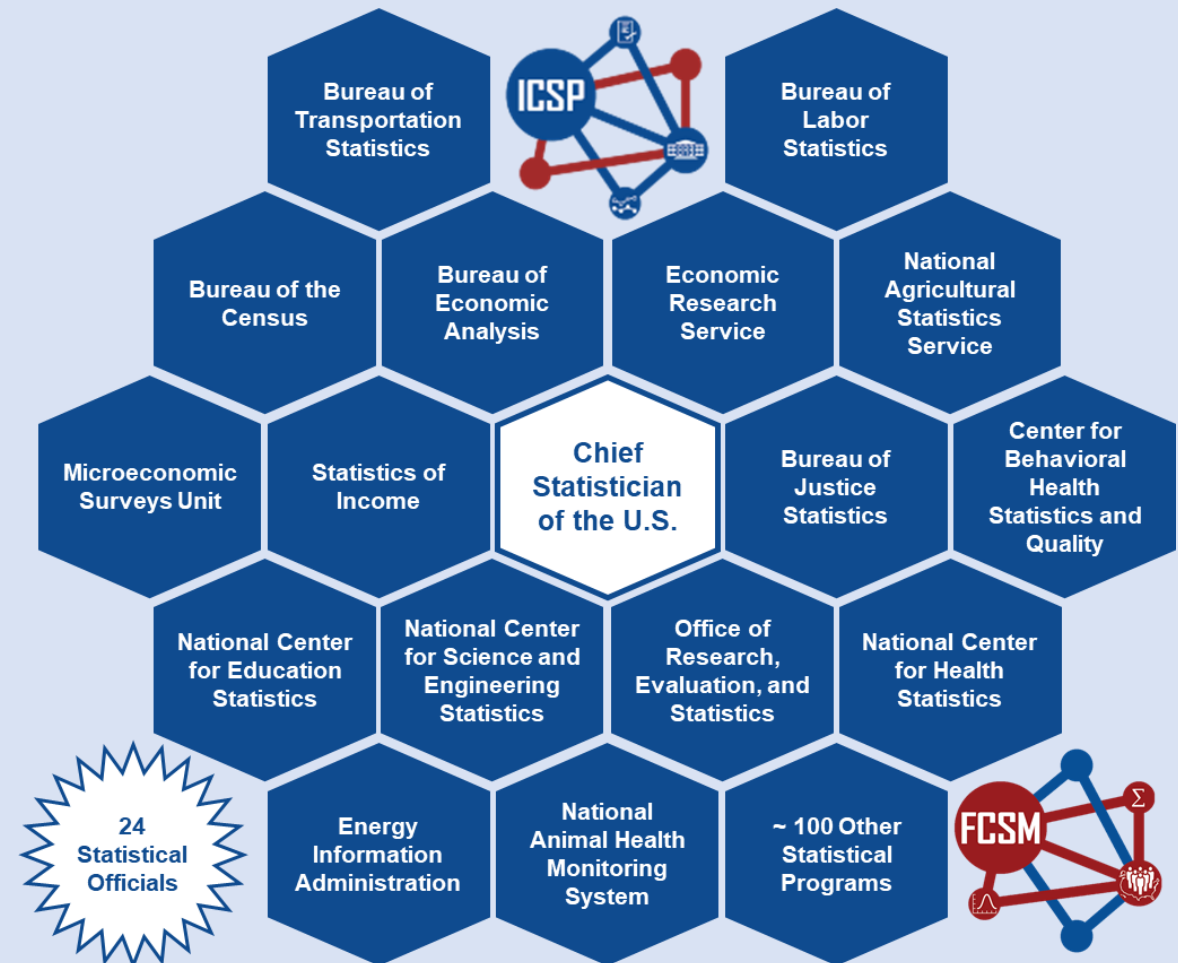 Bureau of
Transportation
Statistics
ICSP
Bureau of
Labor
Statistics
Bureau of the
Census
Bureau of
Economic
Analysis
Economic
Research
Service
National
Agricultural
Statistics
Service
Microeconomic
Surveys Unit
Statistics of
Income
Chief
Statistician
of the U.S.
Bureau of
Justice
Statistics
Center for
Behavioral
Health
Statistics and
Quality
National Center
for Education
Statistics
National Center
for Science and
Engineering
Statistics
Office of
Research,
Evaluation, and
Statistics
National Center
for Health
Statistics
24
Statistical
Officials
Energy
Information
Administration
National
Animal Health
Monitoring
System
~ 100 Other
Statistical
Programs
FCSM
Σ